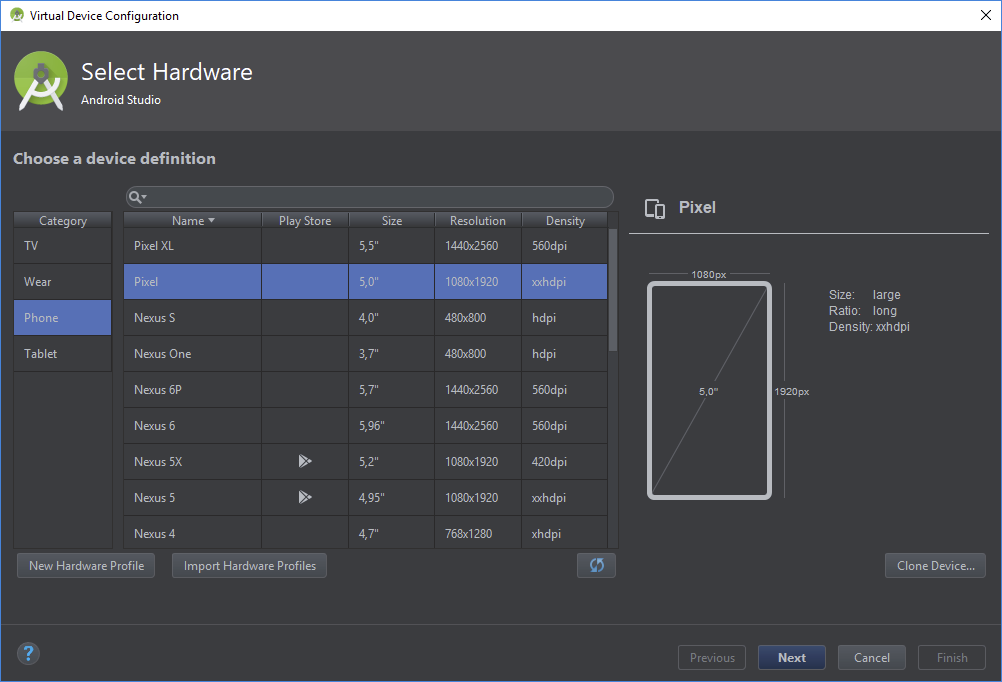 Virtual Device Configuration
Select Hardware
Android Studio
Choose a device definition
Category
TV
Wear
Phone
Tablet
Name Play Store Size Resolution Density
Pixel XL 5,5" 1440x2560 560dpi
Pixel 5,0" 1080x1920 xxhdpi
Nexus S 4,0" 480x800 hdpi
Nexus One 3,7" 480x800 hdpi
Nexus 6P 5,7" 1440x2560 560dpi
Nexus 6 5,96" 1440x2560 560dpi
Nexus 5X 5,2" 1080x1920 420dpi
Nexus 5 4,95" 1080x1920 xxhdpi
Nexus 4 4,7" 768x1280 xhdpi
Pixel
1080px
5,0"
1920px
Size: large
Ratio: long
Density: xxhdpi
New Hardware Profile
Import Hardware Profiles
Clone Device...
?
Previous
Next
Cancel
Finish